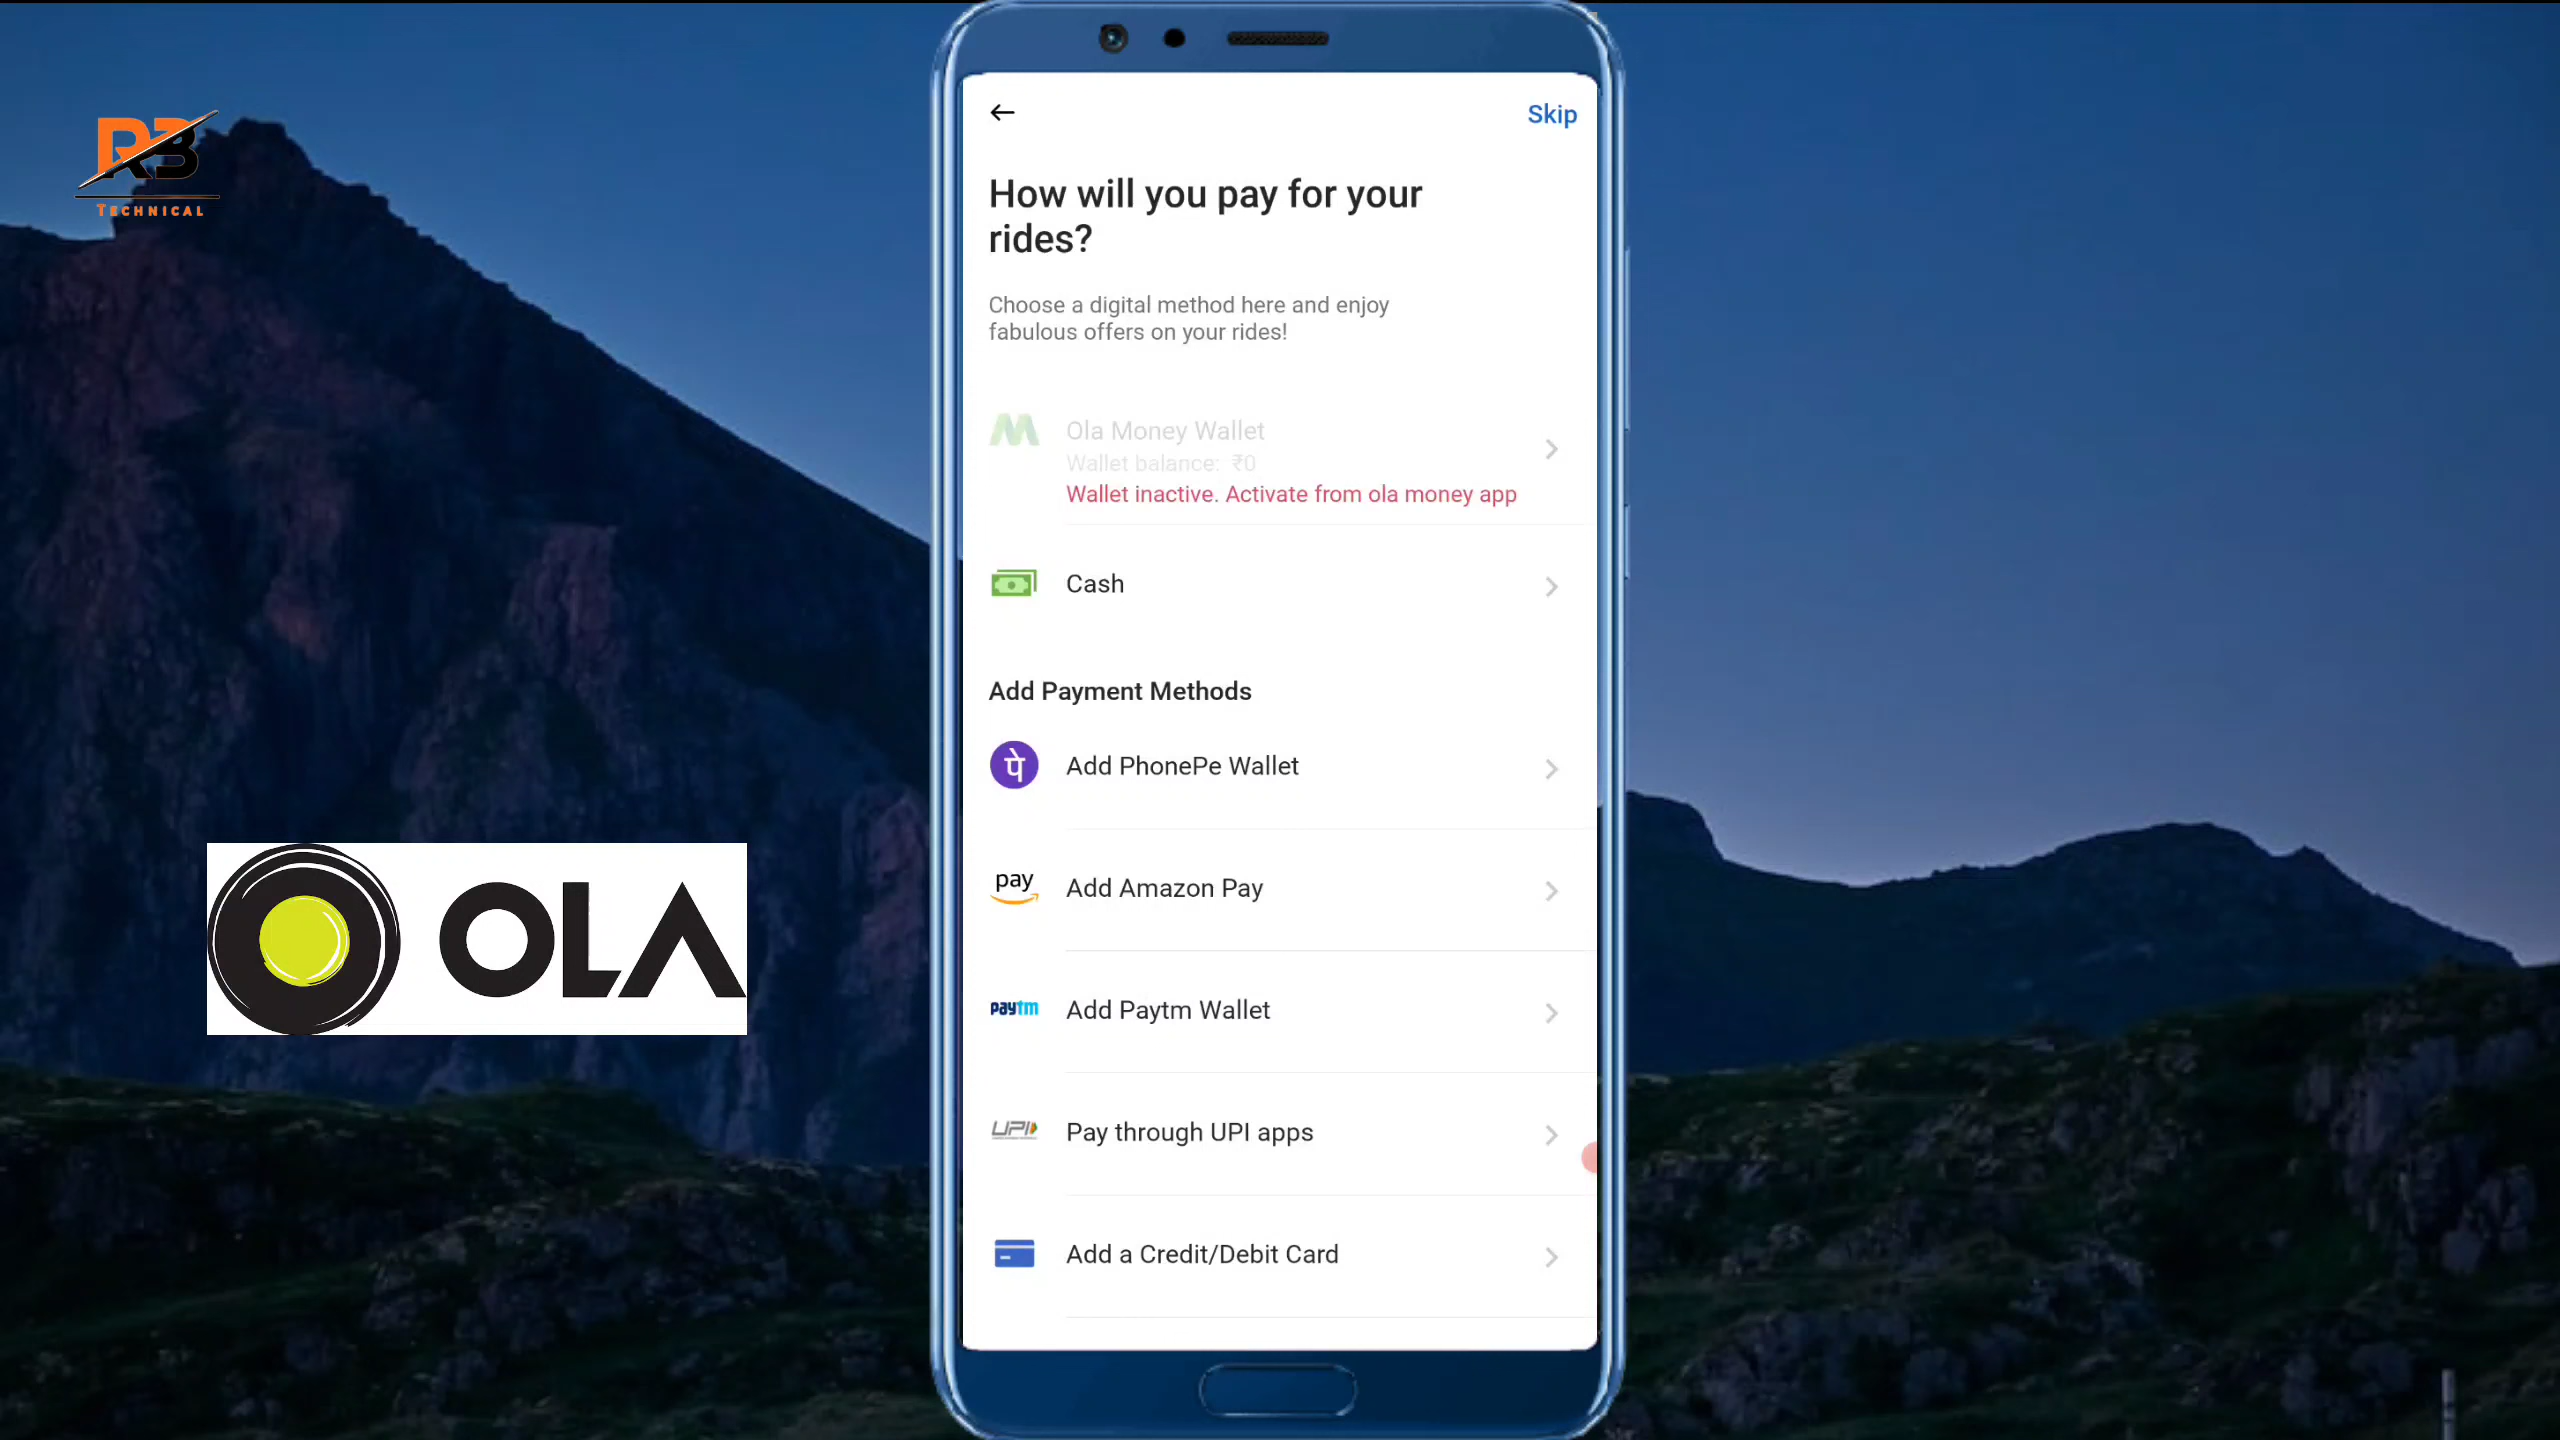 RB
TECHNICAL
OLA
Skip
How will you pay for your
rides?
Choose a digital method here and enjoy
fabulous offers on your rides!
Ola Money Wallet
Wallet balance: ₹0
Wallet inactive. Activate from ola money app
Cash
Add Payment Methods
पे
Add PhonePe Wallet
pay
Add Amazon Pay
paytm
Add Paytm Wallet
UPI
Pay through UPI apps
Add a Credit/Debit Card